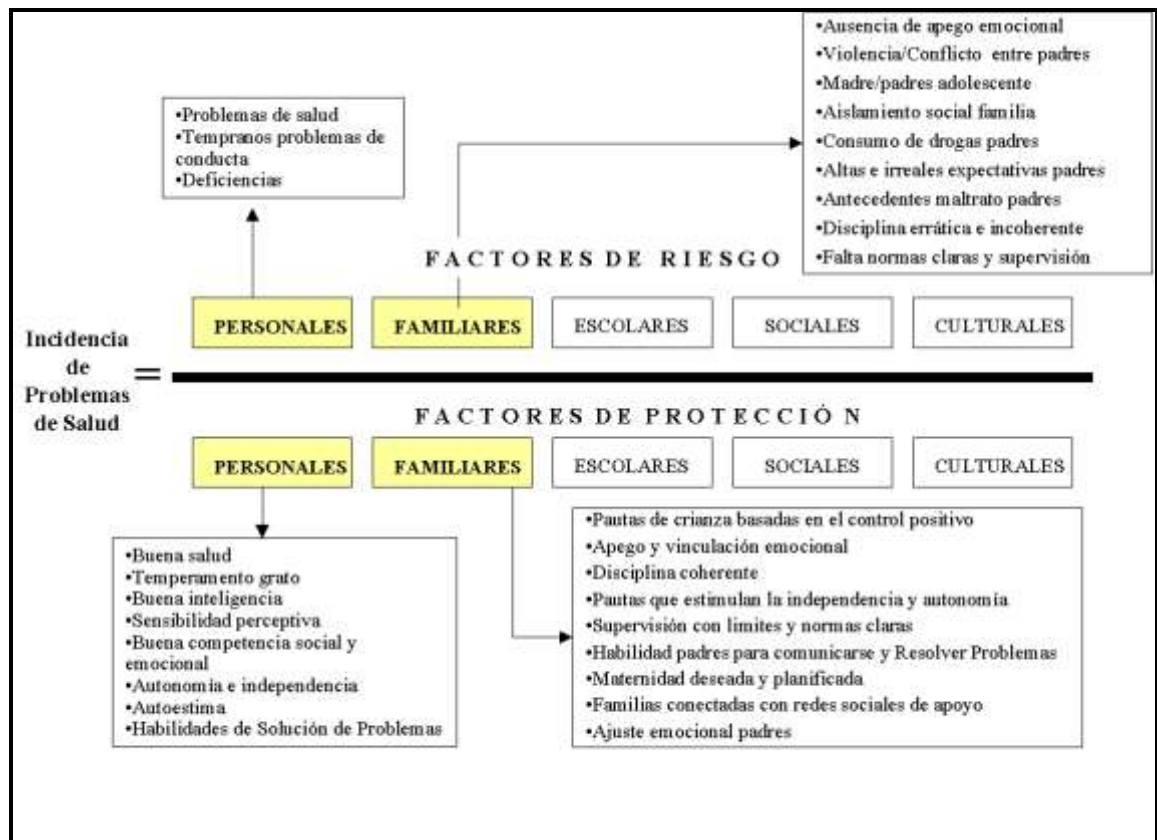 •Ausencia de apego emocional
•Violencia/Conflicto entre padres
•Madre/padres adolescente
•Aislamiento social familia
•Consumo de drogas padres
•Altas e irreales expectativas padres
•Antecedentes maltrato padres
•Disciplina errática e incoherente
•Falta normas claras y supervisión
•Problemas de salud
•Tempranos problemas de
conducta
•Deficiencias
FACTORES DE RIESGO
PERSONALES
FAMILIARES
ESCOLARES
SOCIALES
CULTURALES
Incidencia
de
Problemas
de Salud
=
FACTORES DE PROTECCIÓN
PERSONALES
FAMILIARES
ESCOLARES
SOCIALES
CULTURALES
•Buena salud
•Temperamento grato
•Buena inteligencia
•Sensibilidad perceptiva
•Buena competencia social y
emocional
•Autonomía e independencia
•Autoestima
•Habilidades de Solución de Problemas
•Pautas de crianza basadas en el control positivo
•Apego y vinculación emocional
•Disciplina coherente
•Pautas que estimulan la independencia y autonomía
•Supervisión con limites y normas claras
•Habilidad padres para comunicarse y Resolver Problemas
•Maternidad deseada y planificada
•Familias conectadas con redes sociales de apoyo
•Ajuste emocional padres